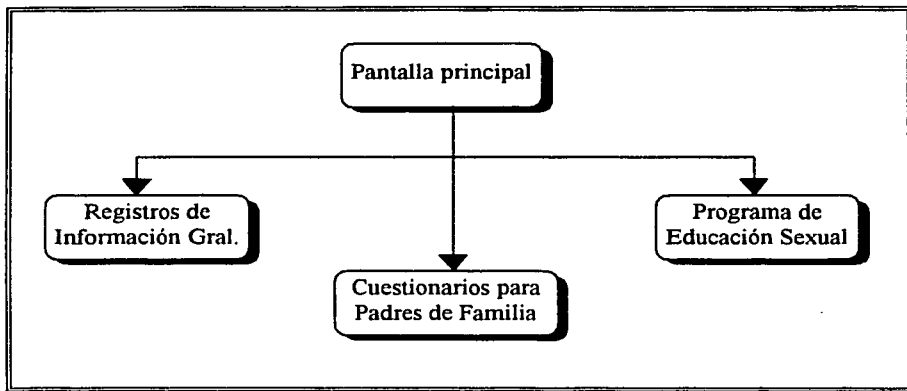 Pantalla principal
Registros de
Información Gral.
Cuestionarios para
Padres de Familia
Programa de
Educación Sexual